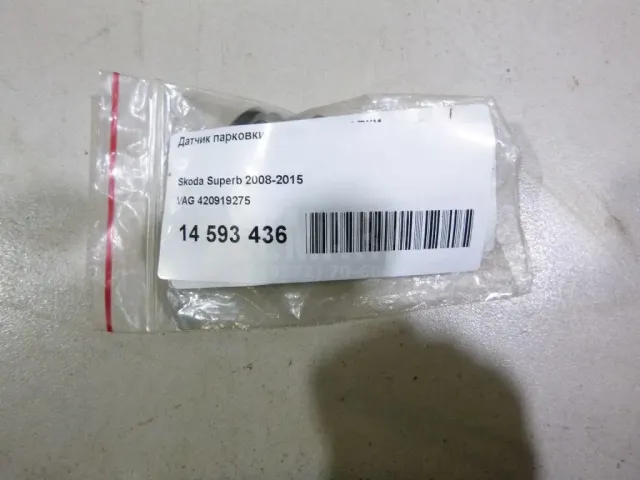 Датчик парковки
Skoda Superb 2008-2015
VAG 420919275
14 593 436